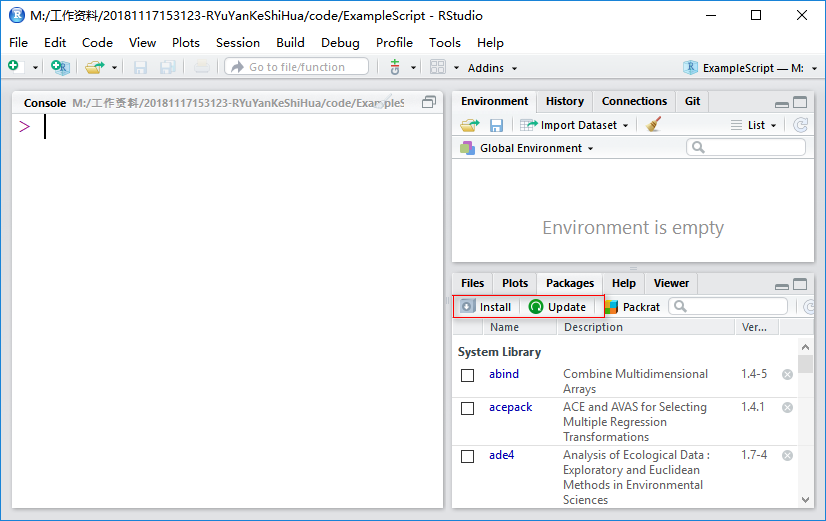 M:/工作资料/20181117153123-RYuYanKeShiHua/code/ExampleScript - RStudio
File Edit Code View Plots Session Build Debug Profile Tools Help
Go to file/function Addins ExampleScript — M:
Console M:/工作资料/20181117153123-RYuYanKeShiHua/code/ExampleS
>
Environment History Connections Git
Import Dataset List
Global Environment
Environment is empty
Files Plots Packages Help Viewer
Install Update Packrat
Name Description Ver...
System Library
abind Combine Multidimensional 1.4-5
Arrays
acepack ACE and AVAS for Selecting 1.4.1
Multiple Regression
Transformations
ade4 Analysis of Ecological Data : 1.7-4
Exploratory and Euclidean
Methods in Environmental
Sciences